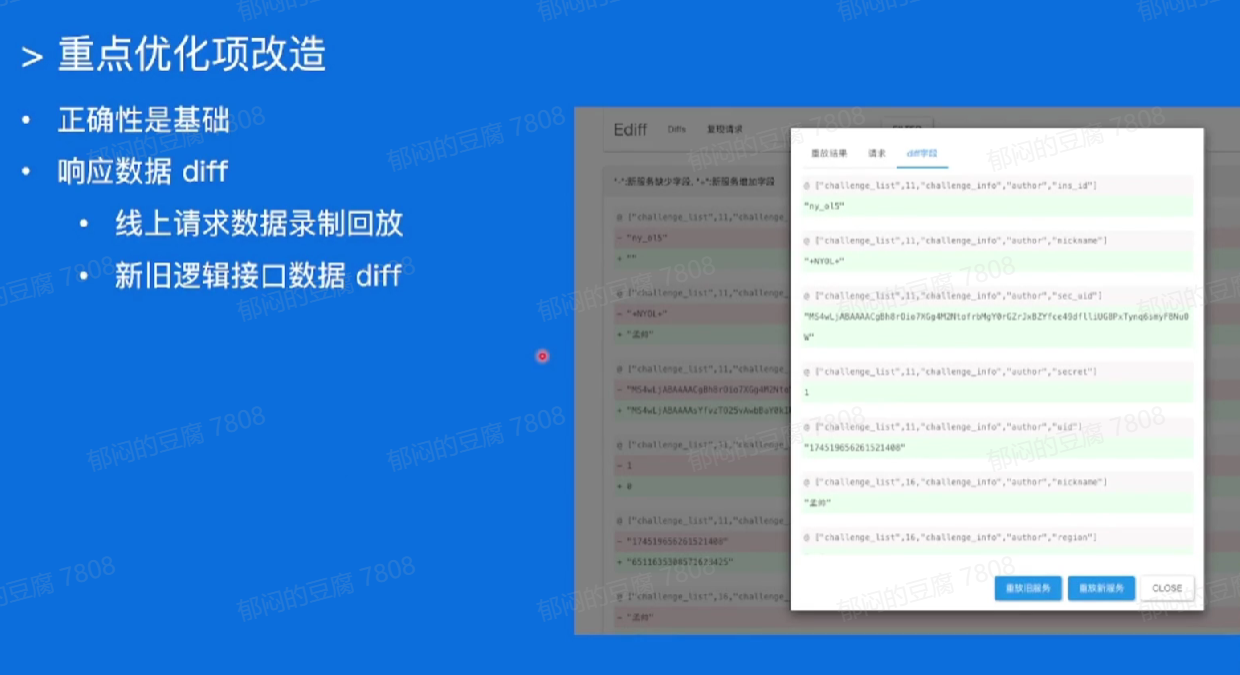 > 重点优化项改造
• 正确性是基础
• 响应数据 diff
• 线上请求数据录制回放
• 新旧逻辑接口数据 diff
Ediff Diffs 复现请求
"-":新服务缺少字段, "+":新服务增加字段
@ ["challenge_list",11,"challenge_
- "ny_ol5"
+ ""
@ ["challenge_list",11,"challenge_
- "+NYOL+"
+ "孟帅"
@ ["challenge_list",11,"challenge_
@ ["challenge_list",11,"challenge_
- 1
+ 0
@ ["challenge_list",11,"challenge_
- "174519656261521408"
@ ["challenge_list",16,"challenge_
- "孟帅"
重放结果 请求 diff字段
@ ["challenge_list",11,"challenge_info","author","ins_id"]
"ny_ol5"
@ ["challenge_list",11,"challenge_info","author","nickname"]
"+NYOL+"
@ ["challenge_list",11,"challenge_info","author","sec_uid"]
W"
@ ["challenge_list",11,"challenge_info","author","secret"]
1
@ ["challenge_list",11,"challenge_info","author","uid"]
"174519656261521408"
@ ["challenge_list",16,"challenge_info","author","nickname"]
"孟帅"
@ ["challenge_list",16,"challenge_info","author","region"]
重放旧服务 重放新服务 CLOSE
郁闷的豆腐 7808